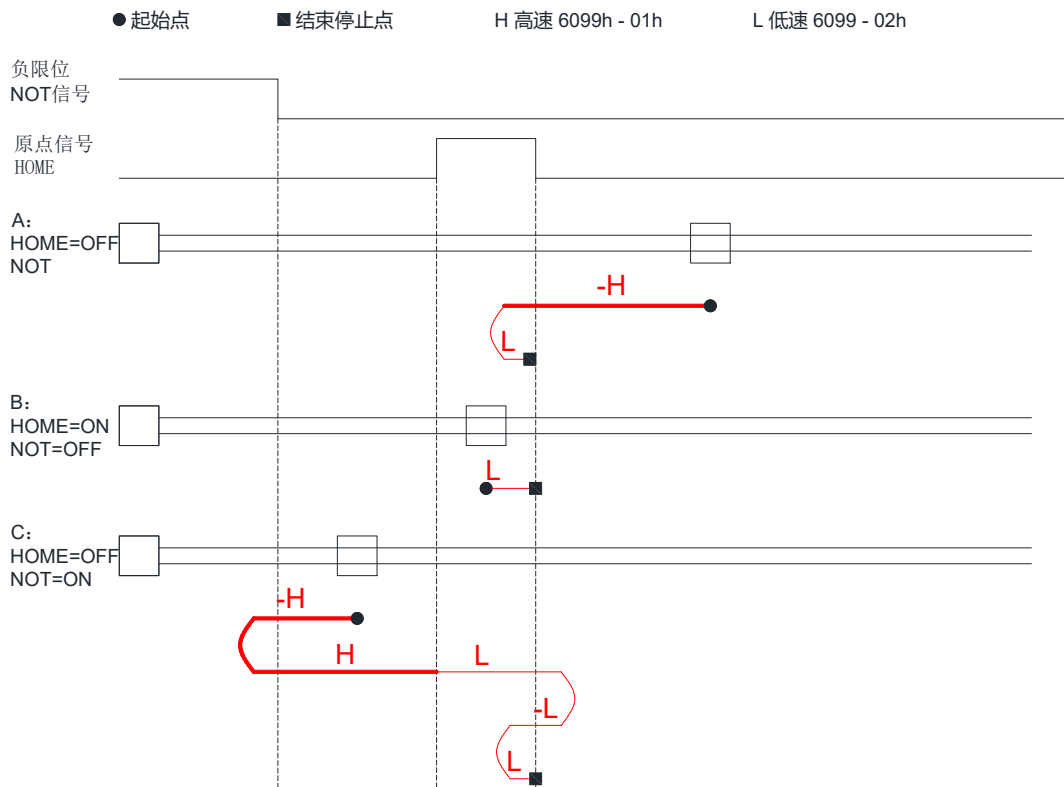 起始点
结束停止点
H 高速 6099h - 01h
L 低速 6099 - 02h
负限位
NOT信号
原点信号
HOME
A:
HOME=OFF
NOT
-H
L
B:
HOME=ON
NOT=OFF
L
C:
HOME=OFF
NOT=ON
-H
H
L
-L
L